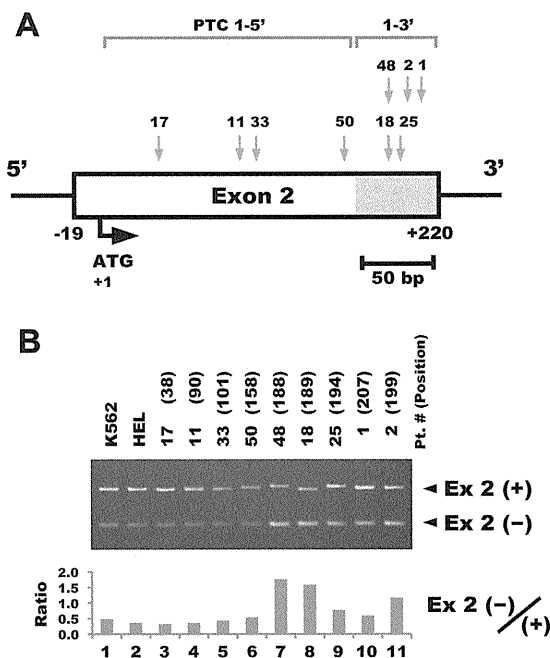 A
PTC 1-5’ 1-3’
48 2 1
17 11 33 50 18 25
5’ 3’
Exon 2
-19 +220
ATG
+1
50 bp
B
K562
HEL
17 (38)
11 (90)
33 (101)
50 (158)
48 (188)
18 (189)
25 (194)
1 (207)
2 (199)
Pt. # (Position)
Ex 2 (+)
Ex 2 (−)
Ratio
2.0
1.5
1.0
0.5
0.0
1 2 3 4 5 6 7 8 9 10 11
Ex 2 (−)/(+)